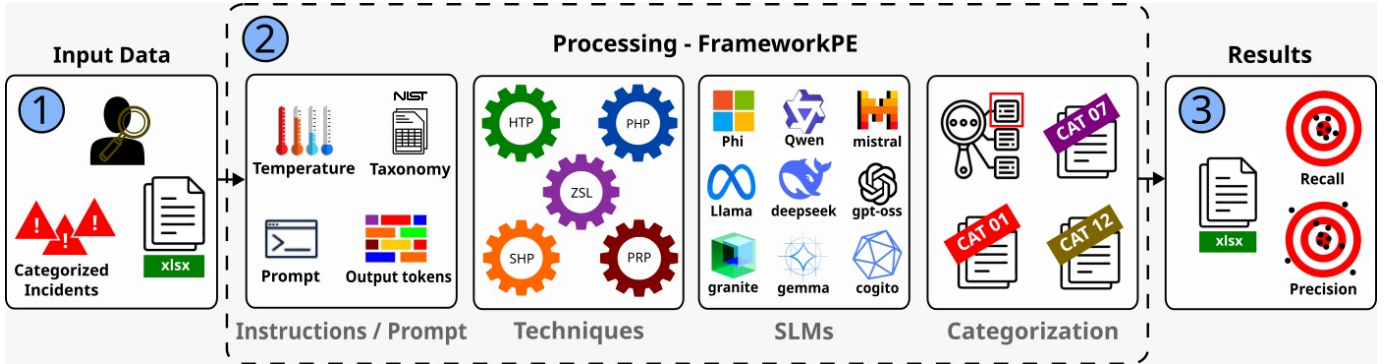 Input Data
1
Categorized
Incidents
xlsx
2
Processing - FrameworkPE
NIST
Temperature
Taxonomy
Prompt
Output tokens
Instructions / Prompt
HTP
PHP
ZSL
SHP
PRP
Techniques
Phi
Qwen
mistral
Llama
deepseek
gpt-oss
granite
gemma
cogito
SLMs
CAT 07
CAT 01
CAT 12
Categorization
Results
3
xlsx
Recall
Precision